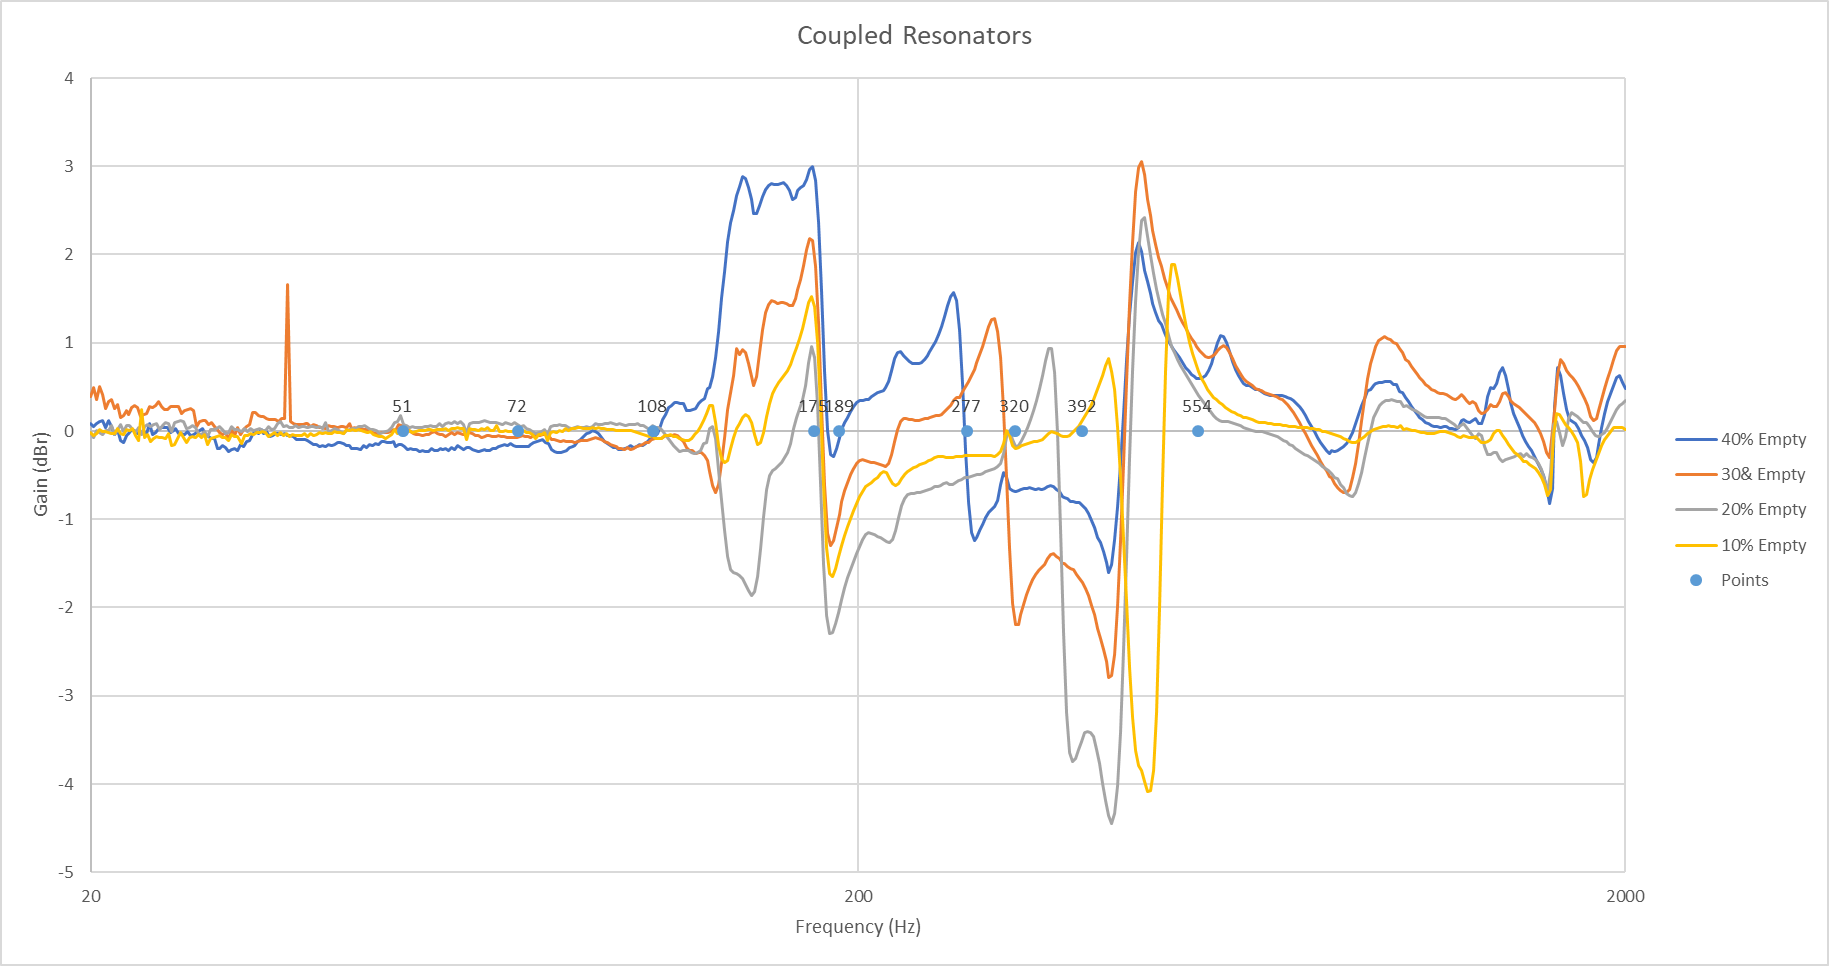 Coupled Resonators
4
3
2
1
0
-1
-2
-3
-4
-5
Gain (dBr)
51 72 108 175 189 277 320 392 554
20 200 2000
Frequency (Hz)
40% Empty
30& Empty
20% Empty
10% Empty
Points